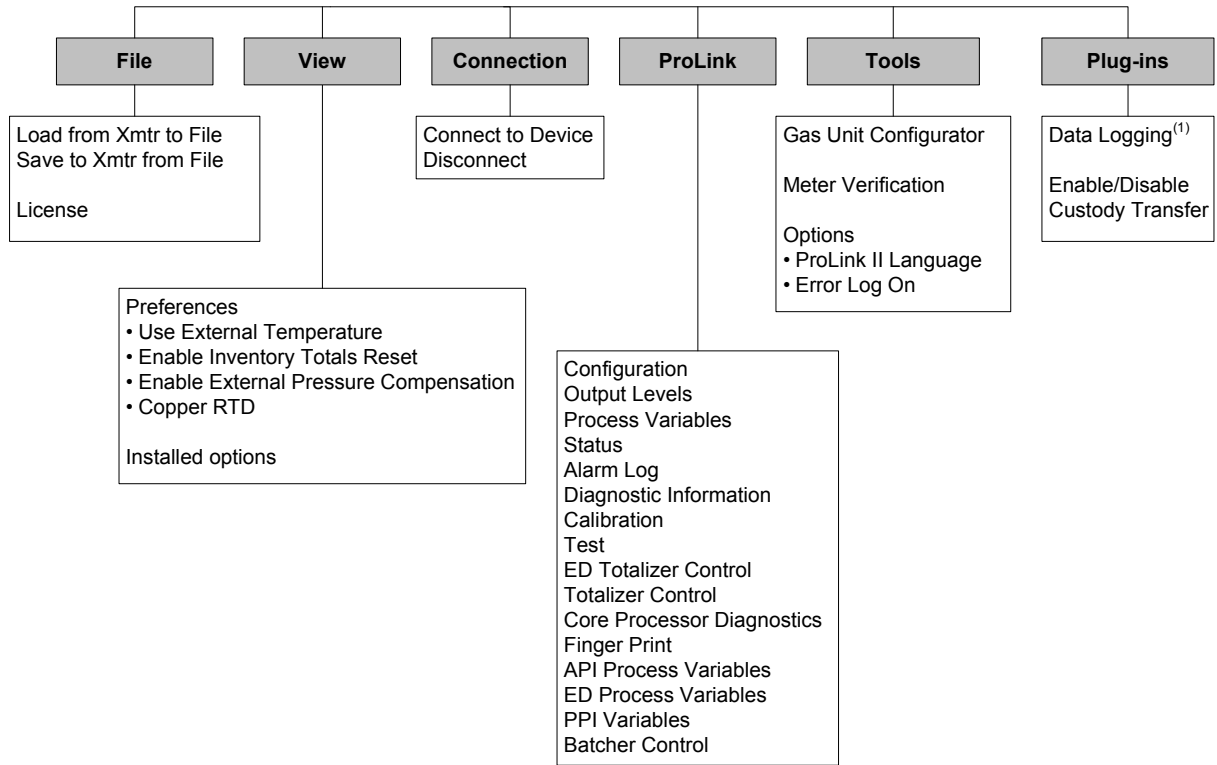 File
View
Connection
ProLink
Tools
Plug-ins
Load from Xmtr to File
Save to Xmtr from File
License
Connect to Device
Disconnect
Gas Unit Configurator
Meter Verification
Options
• ProLink II Language
• Error Log On
Data Logging(1)
Enable/Disable
Custody Transfer
Preferences
• Use External Temperature
• Enable Inventory Totals Reset
• Enable External Pressure Compensation
• Copper RTD
Installed options
Configuration
Output Levels
Process Variables
Status
Alarm Log
Diagnostic Information
Calibration
Test
ED Totalizer Control
Totalizer Control
Core Processor Diagnostics
Finger Print
API Process Variables
ED Process Variables
PPI Variables
Batcher Control